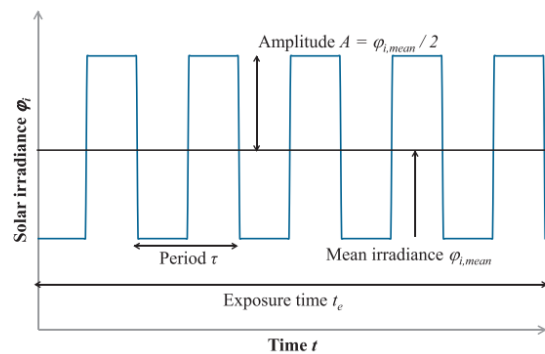 Amplitude A = φi,mean / 2
Solar irradiance φi
Period τ
Mean irradiance φi,mean
Exposure time te
Time t